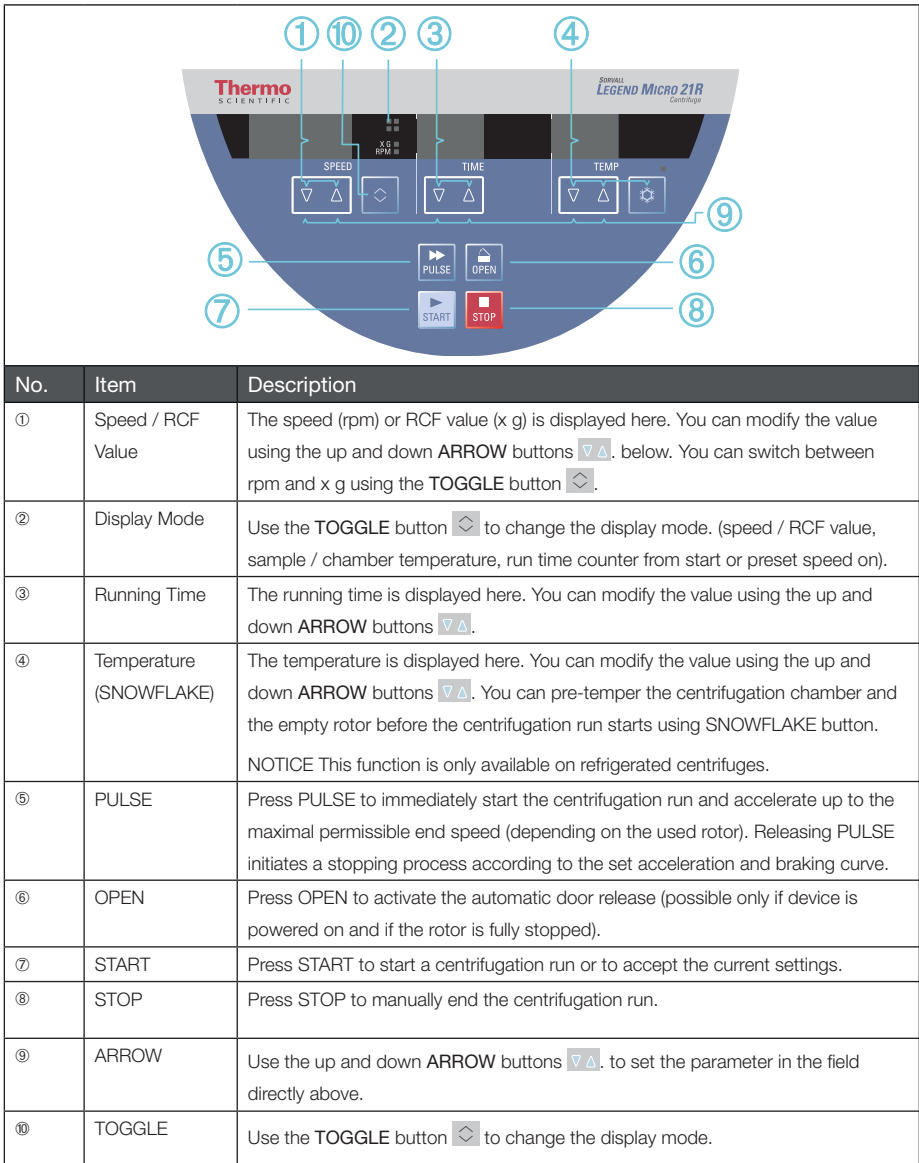 ① ⑩ ② ③ ④
Thermo
SCIENTIFIC
SORVALL
LEGEND MICRO 21R
Centrifuge
X G
RPM
SPEED TIME TEMP
⑨
⑤ PULSE OPEN ⑥
⑦ START STOP ⑧
No. Item Description
① Speed / RCF The speed (rpm) or RCF value (x g) is displayed here. You can modify the value
Value using the up and down ARROW buttons ▽ △. below. You can switch between
rpm and x g using the TOGGLE button.
② Display Mode Use the TOGGLE button to change the display mode. (speed / RCF value,
sample / chamber temperature, run time counter from start or preset speed on).
③ Running Time The running time is displayed here. You can modify the value using the up and
down ARROW buttons ▽ △.
④ Temperature The temperature is displayed here. You can modify the value using the up and
(SNOWFLAKE) down ARROW buttons ▽ △. You can pre-temper the centrifugation chamber and
the empty rotor before the centrifugation run starts using SNOWFLAKE button.
NOTICE This function is only available on refrigerated centrifuges.
⑤ PULSE Press PULSE to immediately start the centrifugation run and accelerate up to the
maximal permissible end speed (depending on the used rotor). Releasing PULSE
initiates a stopping process according to the set acceleration and braking curve.
⑥ OPEN Press OPEN to activate the automatic door release (possible only if device is
powered on and if the rotor is fully stopped).
⑦ START Press START to start a centrifugation run or to accept the current settings.
⑧ STOP Press STOP to manually end the centrifugation run.
⑨ ARROW Use the up and down ARROW buttons ▽ △. to set the parameter in the field
directly above.
⑩ TOGGLE Use the TOGGLE button to change the display mode.